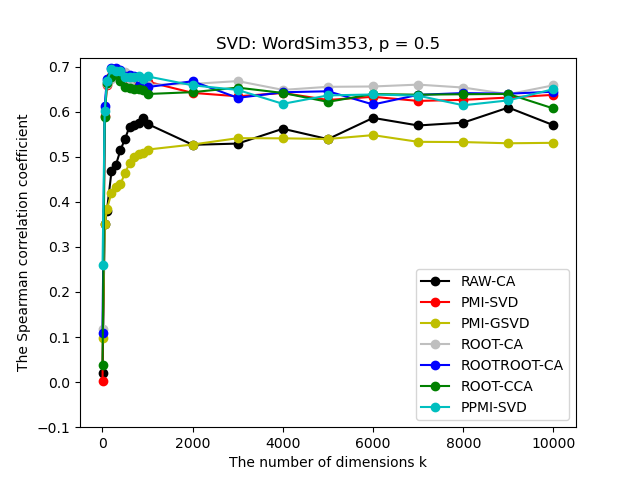 SVD: WordSim353, p = 0.5
The Spearman correlation coefficient
0.7
0.6
0.5
0.4
0.3
0.2
0.1
0.0
−0.1
RAW-CA
PMI-SVD
PMI-GSVD
ROOT-CA
ROOTROOT-CA
ROOT-CCA
PPMI-SVD
0 2000 4000 6000 8000 10000
The number of dimensions k